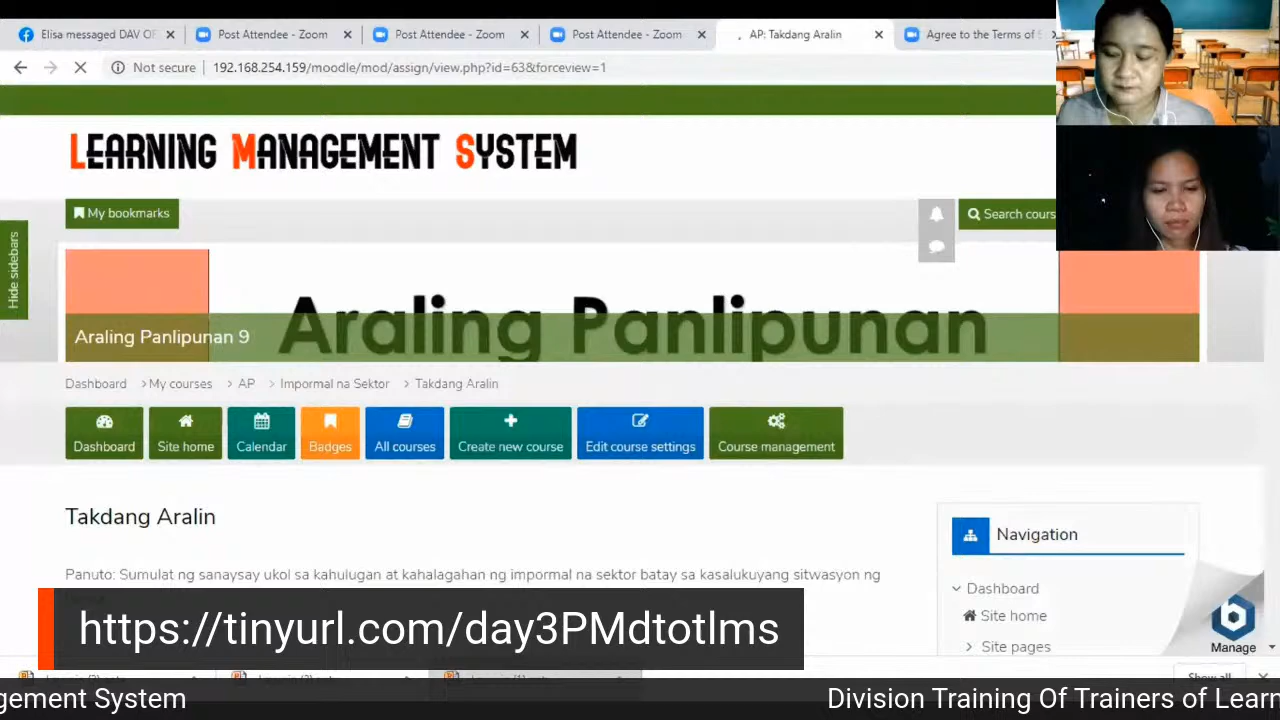 Elisa messaged DAV OF
Post Attendee - Zoom
Post Attendee - Zoom
Post Attendee - Zoom
AP: Takdang Aralin
Agree to the Terms of S
Not secure
192.168.254.159/moodle/mod/assign/view.php?id=63&forceview=1
LEARNING MANAGEMENT SYSTEM
My bookmarks
Search cours
Hide sidebars
Araling Panlipunan
Araling Panlipunan 9
Dashboard > My courses > AP > Impormal na Sektor > Takdang Aralin
Dashboard
Site home
Calendar
Badges
All courses
Create new course
Edit course settings
Course management
Takdang Aralin
Navigation
Panuto: Sumulat ng sanaysay ukol sa kahulugan at kahalagahan ng impormal na sektor batay sa kasalukuyang sitwasyon ng
Dashboard
Site home
Site pages
b
Manage
https://tinyurl.com/day3PMdtotlms
Show all
gement System
Division Training Of Trainers of Learn